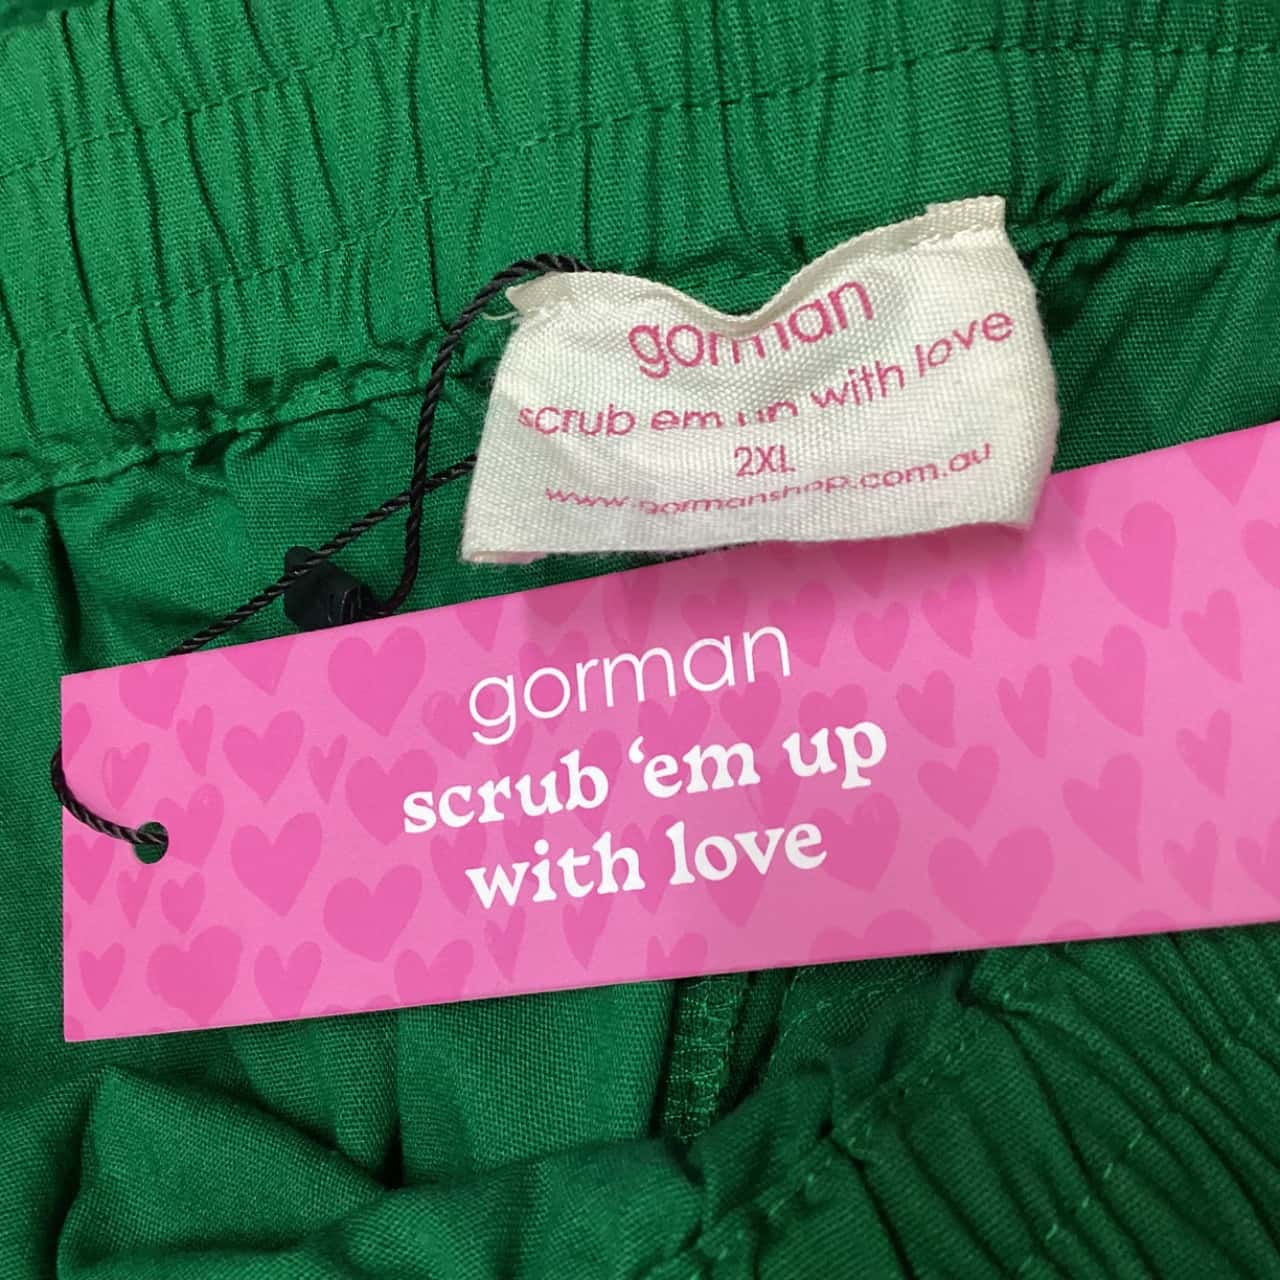 gorman
scrub em up with love
2XL
www.gormanshop.com.au
gorman
scrub ‘em up
with love